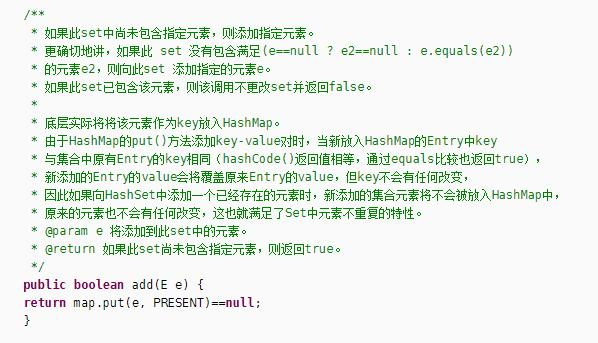 /**
* 如果此set中尚未包含指定元素，则添加指定元素。
* 更确切地讲，如果此 set 没有包含满足(e==null ? e2==null : e.equals(e2))
* 的元素e2，则向此set 添加指定的元素e。
* 如果此set已包含该元素，则该调用不更改set并返回false。
*
* 底层实际将将该元素作为key放入HashMap。
* 由于HashMap的put()方法添加key-value对时，当新放入HashMap的Entry中key
* 与集合中原有Entry的key相同（hashCode()返回值相等，通过equals比较也返回true），
* 新添加的Entry的value会将覆盖原来Entry的value，但key不会有任何改变，
* 因此如果向HashSet中添加一个已经存在的元素时，新添加的集合元素将不会被放入HashMap中，
* 原来的元素也不会有任何改变，这也就满足了Set中元素不重复的特性。
* @param e 将添加到此set中的元素。
* @return 如果此set尚未包含指定元素，则返回true。
*/
public boolean add(E e) {
return map.put(e, PRESENT)==null;
}